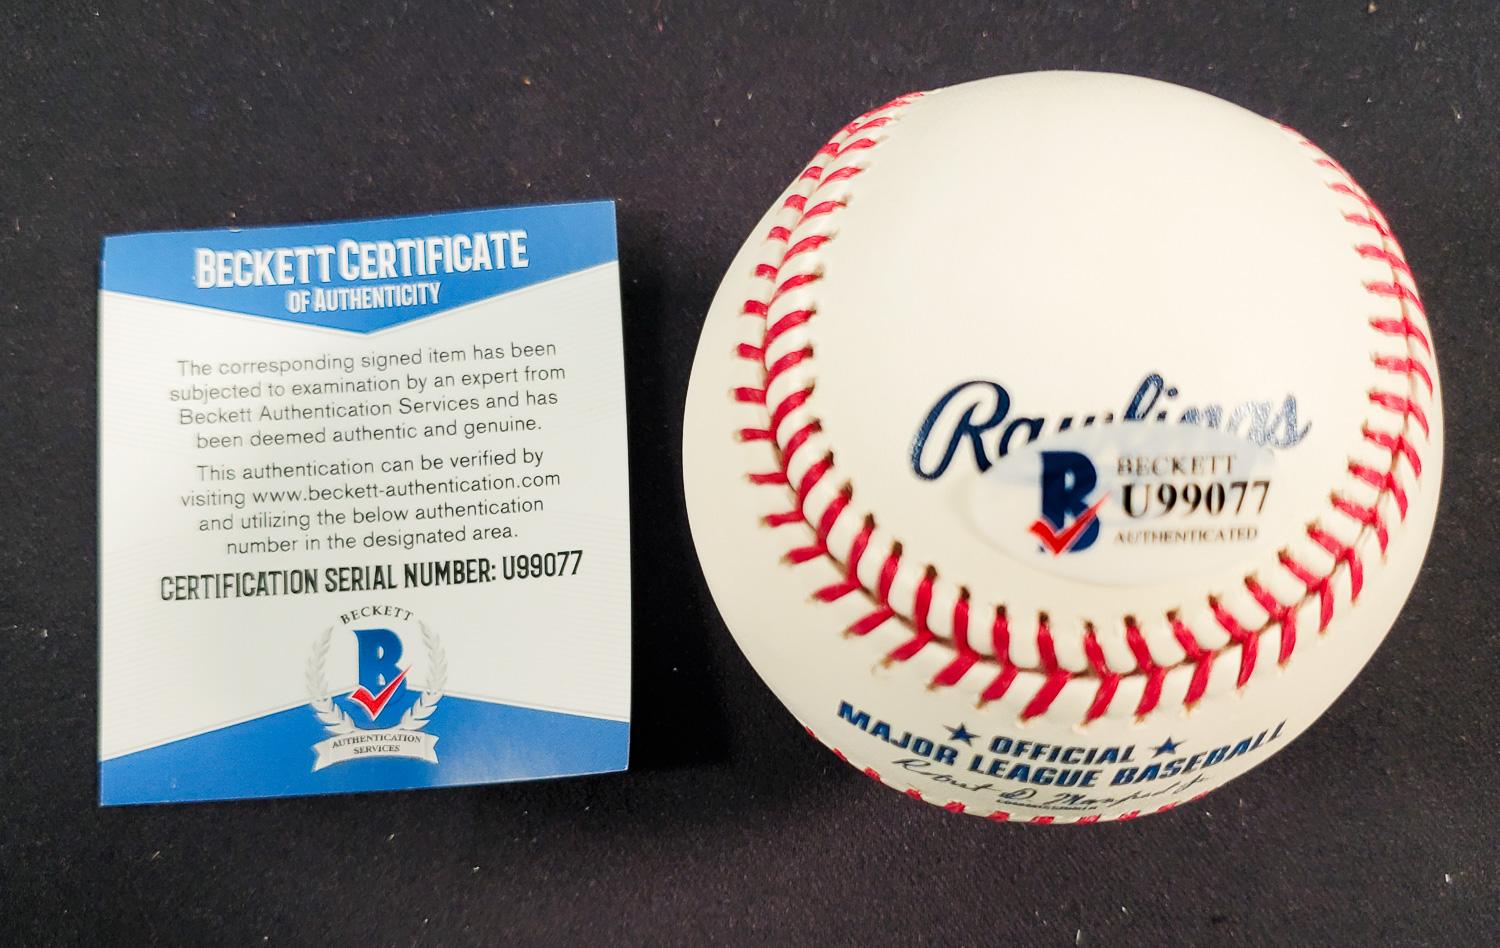 BECKETT CERTIFICATE
OF AUTHENTICITY
The corresponding signed item has been
subjected to examination by an expert from
Beckett Authentication Services and has
been deemed authentic and genuine.
This authentication can be verified by
visiting www.beckett-authentication.com
and utilizing the below authentication
number in the designated area.
CERTIFICATION SERIAL NUMBER: U99077
BECKETT
B
AUTHENTICATION
SERVICES
Rawlings
B
BECKETT
U99077
AUTHENTICATED
OFFICIAL
MAJOR LEAGUE BASEBALL
Robert D. Manfred Jr.